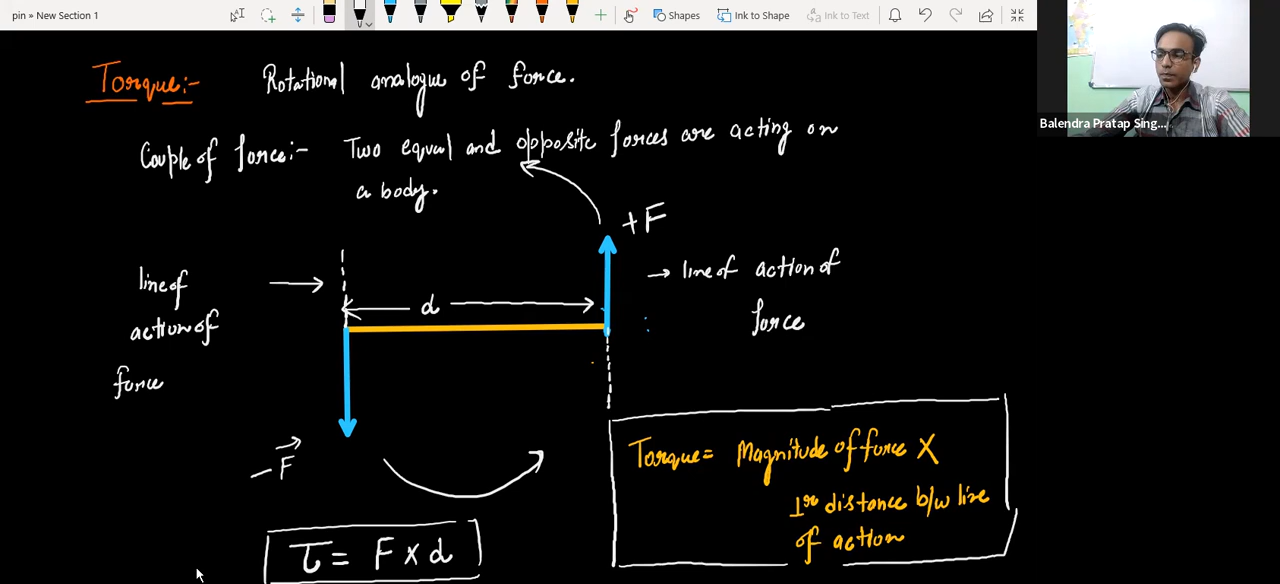 pin » New Section 1
Shapes
Ink to Shape
Ink to Text
Balendra Pratap Sing...
Torque:- Rotational analogue of force.
Couple of force:- Two equal and opposite forces are acting on
a body.
+F
line of
action of
force
d
→ line of action of
force
-F
Torque = Magnitude of force X
⊥ar distance b/w line
of action
τ = F x d